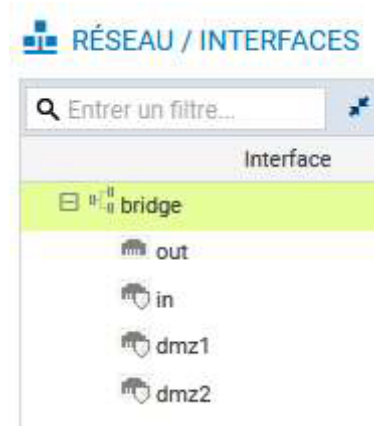 RÉSEAU / INTERFACES
Entrer un filtre...
Interface
bridge
out
in
dmz1
dmz2